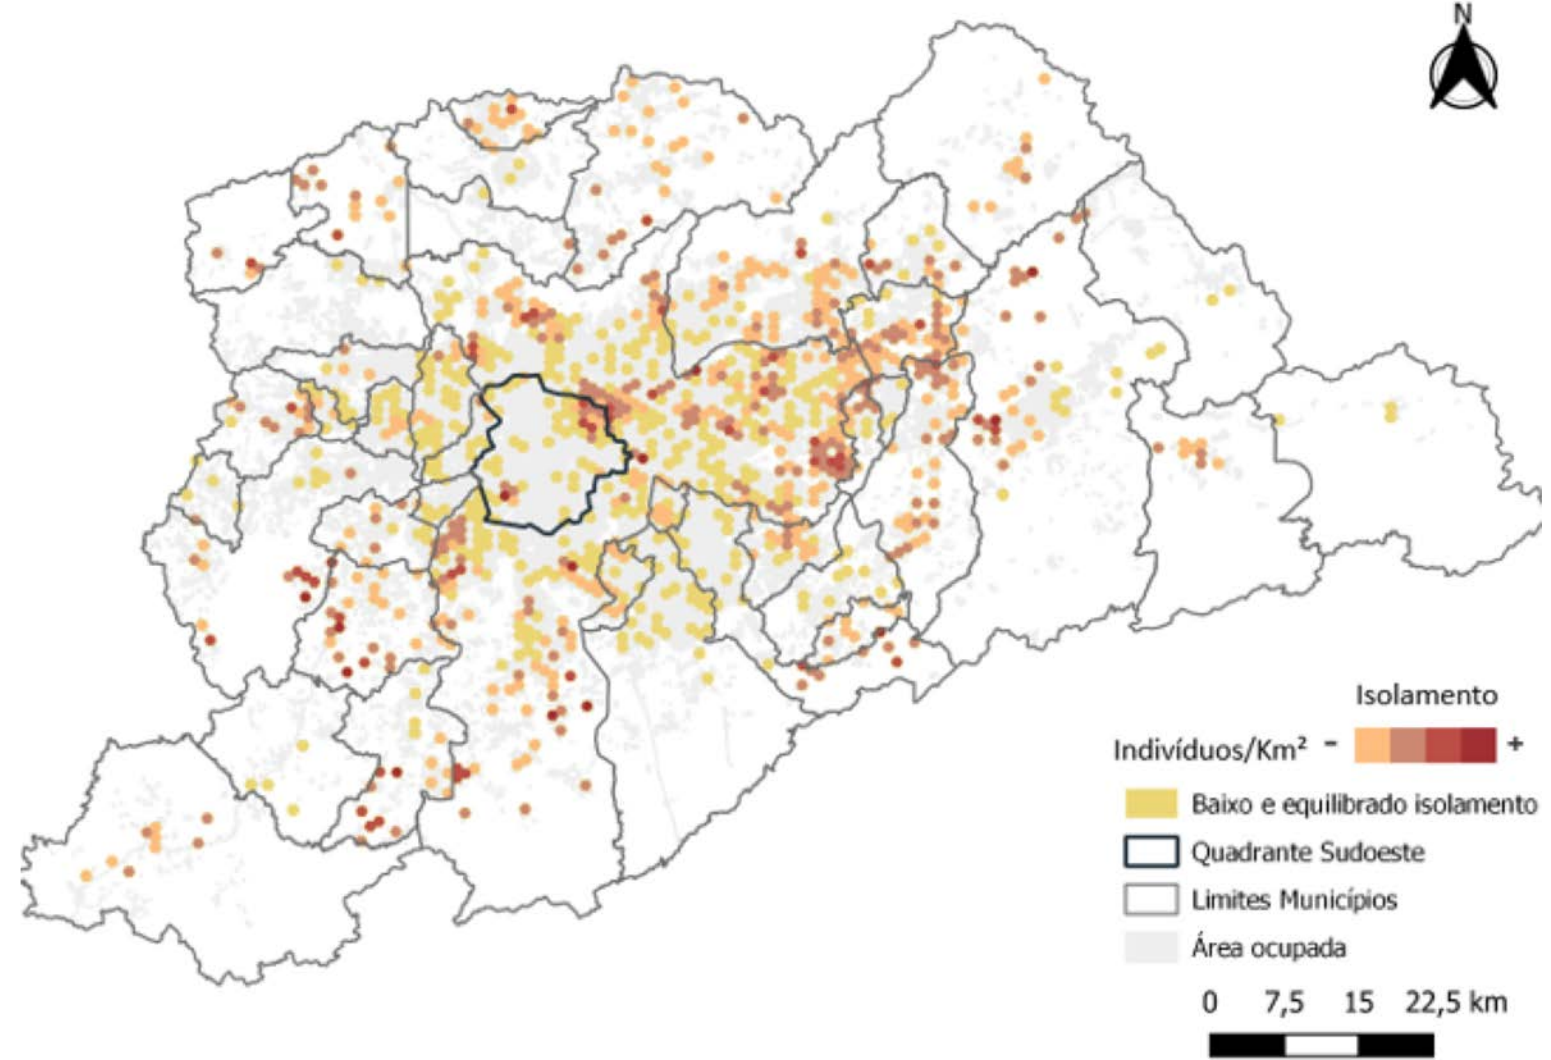 N
Isolamento
Indivíduos/Km² - +
Baixo e equilibrado isolamento
Quadrante Sudoeste
Limites Municípios
Área ocupada
0 7,5 15 22,5 km